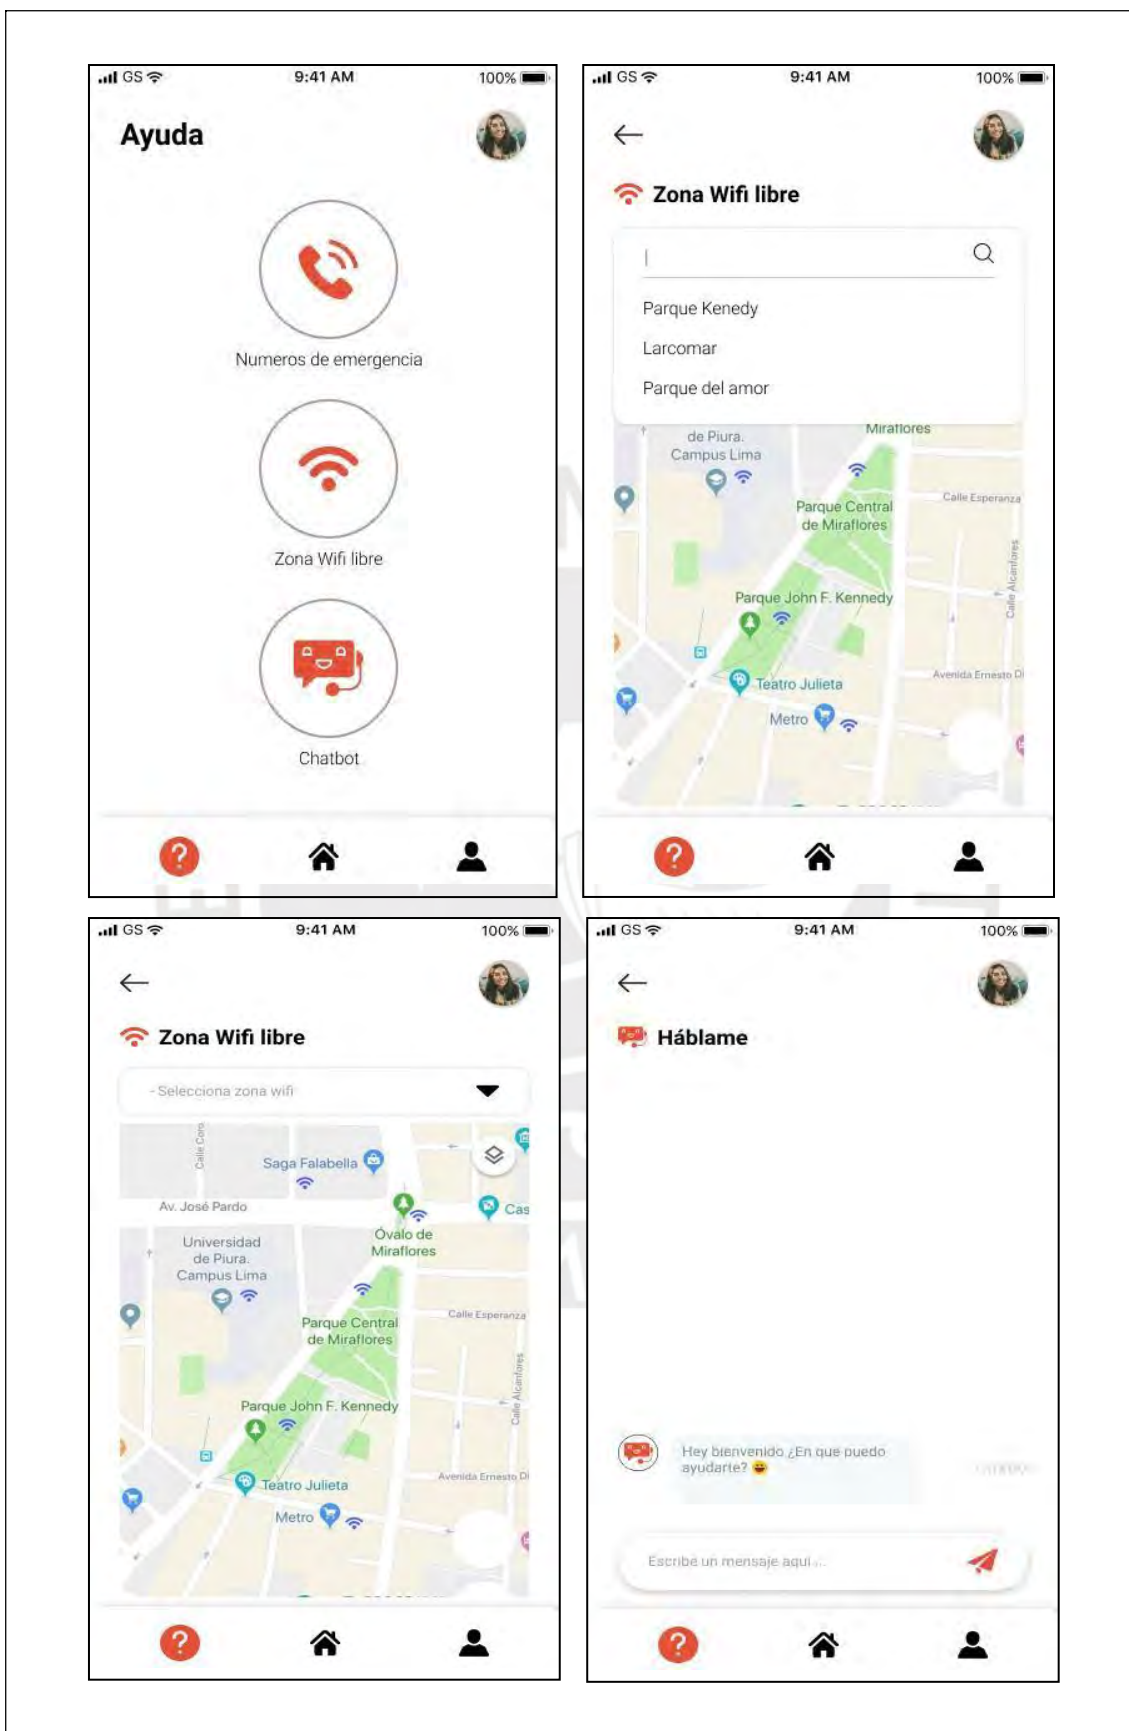 GS 9:41 AM 100%
Ayuda
Numeros de emergencia
Zona Wifi libre
Chatbot
GS 9:41 AM 100%
Zona Wifi libre
Parque Kenedy
Larcomar
Parque del amor
Miraflores
de Piura.
Campus Lima
Calle Esperanza
Parque Central
de Miraflores
Calle Alcanfores
Parque John F. Kennedy
Avenida Ernesto Di
Teatro Julieta
Metro
GS 9:41 AM 100%
Zona Wifi libre
- Selecciona zona wifi
Calle Coro
Saga Falabella
Av. José Pardo
Cas
Óvalo de
Miraflores
Universidad
de Piura.
Campus Lima
Calle Esperanza
Parque Central
de Miraflores
Calle Alcanfores
Parque John F. Kennedy
Avenida Ernesto Di
Teatro Julieta
Metro
GS 9:41 AM 100%
Háblame
Hey bienvenido ¿En que puedo
ayudarte? 😄
Escribe un mensaje aqui ...